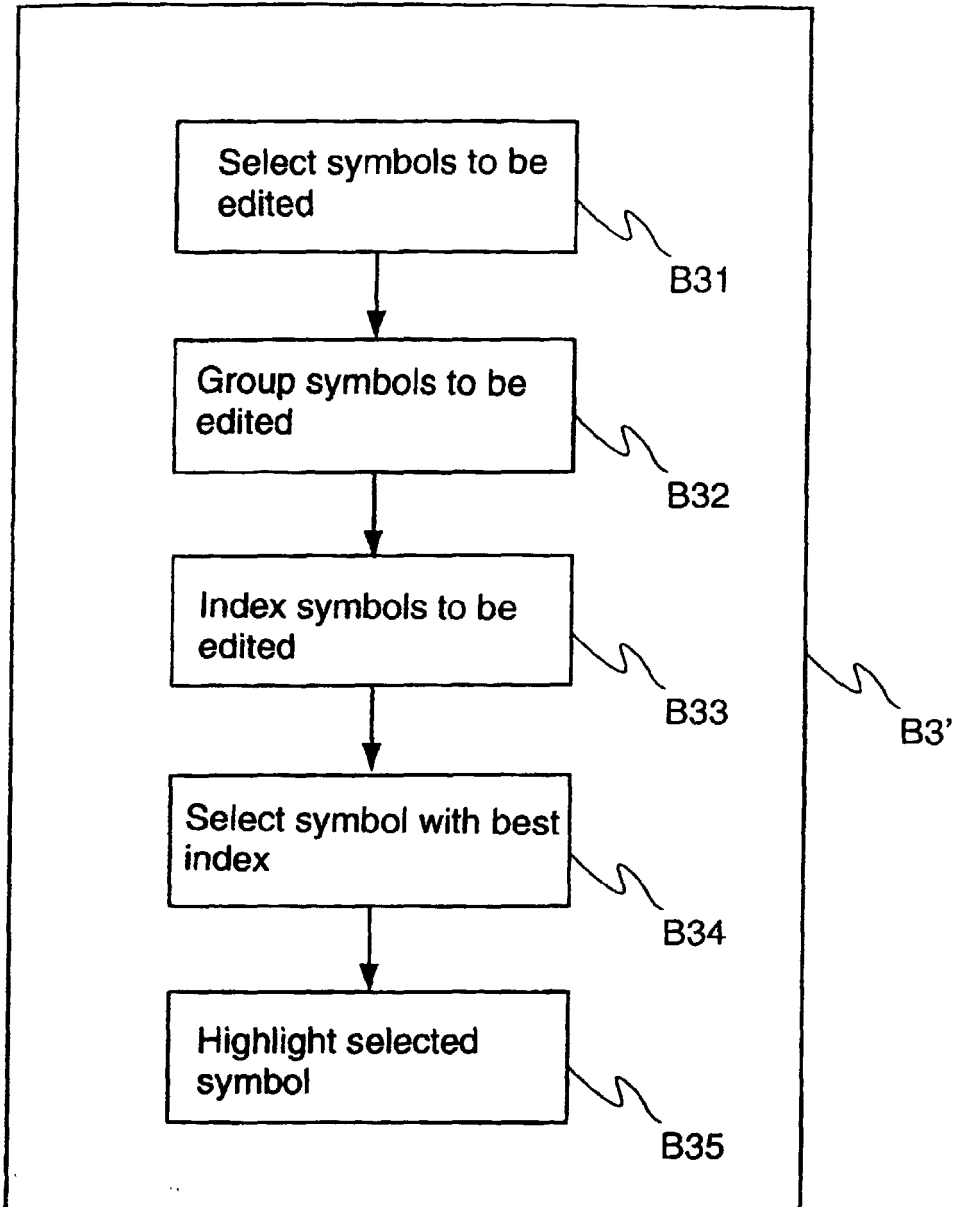 Select symbols to be
edited
B31
Group symbols to be
edited
B32
Index symbols to be
edited
B33
B3'
Select symbol with best
index
B34
Highlight selected
symbol
B35